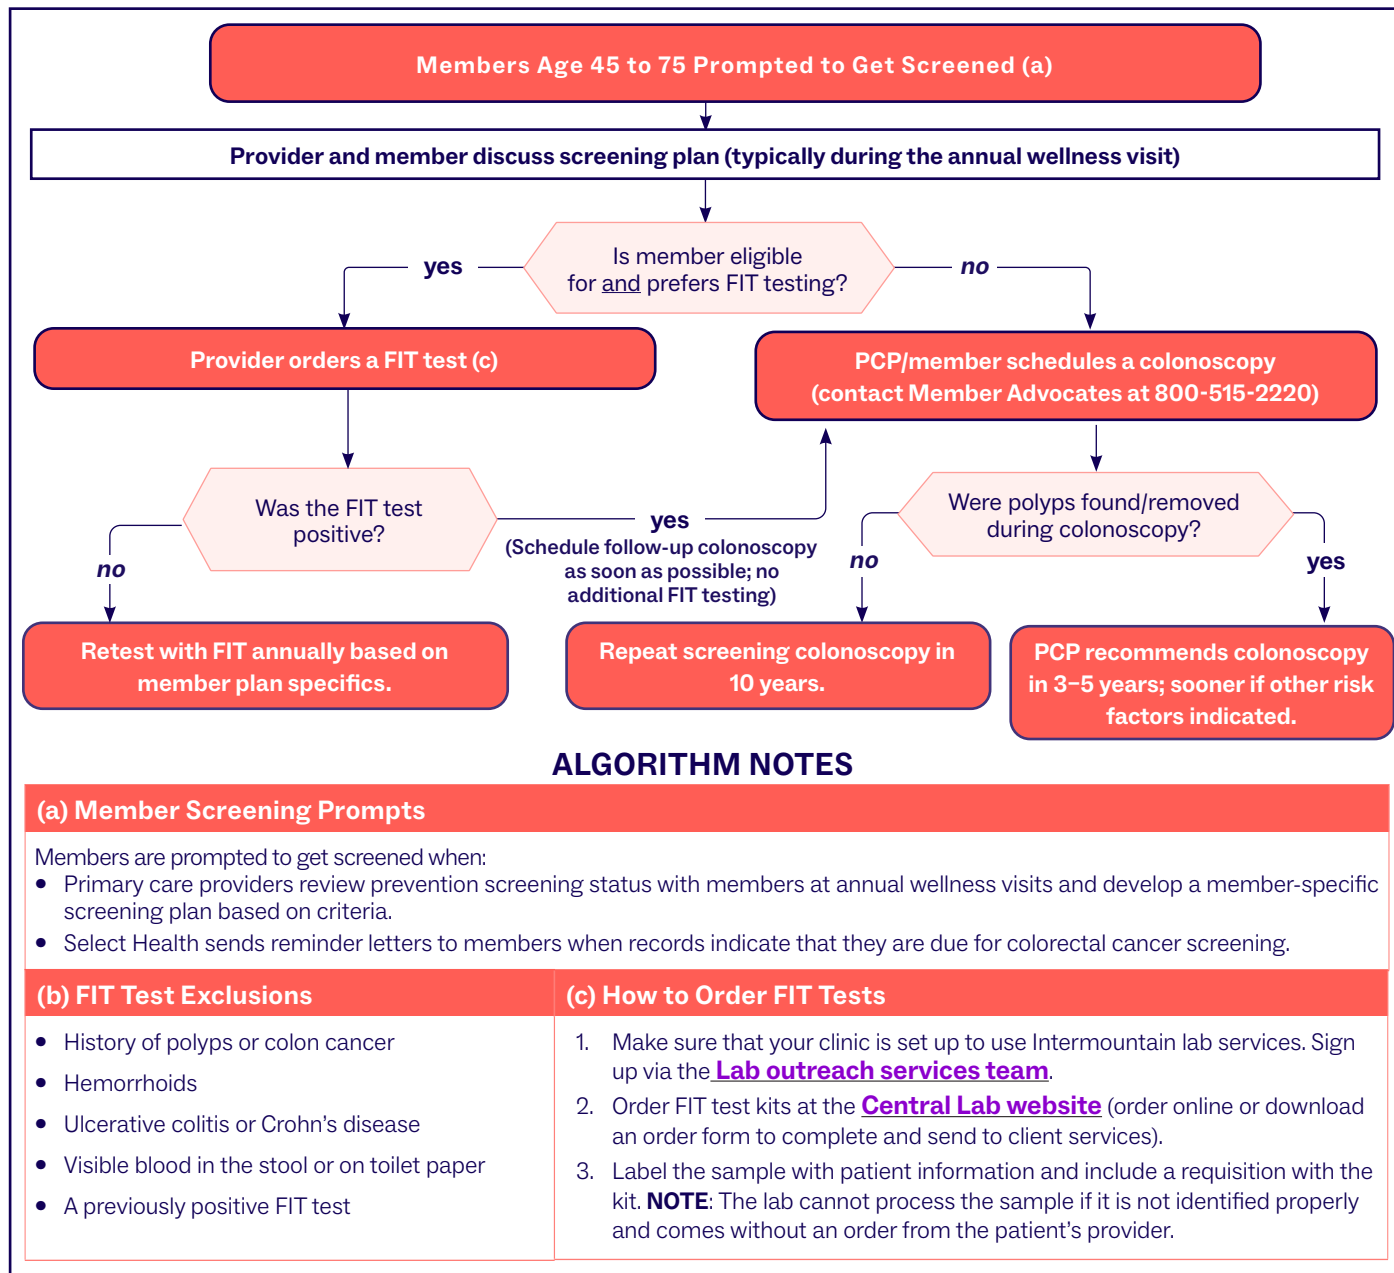 Members Age 45 to 75 Prompted to Get Screened (a)
Provider and member discuss screening plan (typically during the annual wellness visit)
Is member eligible
for and prefers FIT testing?
yes
no
Provider orders a FIT test (c)
PCP/member schedules a colonoscopy
(contact Member Advocates at 800-515-2220)
Was the FIT test
positive?
yes
(Schedule follow-up colonoscopy
as soon as possible; no
additional FIT testing)
no
Were polyps found/removed
during colonoscopy?
no
yes
Retest with FIT annually based on
member plan specifics.
Repeat screening colonoscopy in
10 years.
PCP recommends colonoscopy
in 3–5 years; sooner if other risk
factors indicated.
ALGORITHM NOTES
(a) Member Screening Prompts
Members are prompted to get screened when:
• Primary care providers review prevention screening status with members at annual wellness visits and develop a member-specific
screening plan based on criteria.
• Select Health sends reminder letters to members when records indicate that they are due for colorectal cancer screening.
(b) FIT Test Exclusions
• History of polyps or colon cancer
• Hemorrhoids
• Ulcerative colitis or Crohn’s disease
• Visible blood in the stool or on toilet paper
• A previously positive FIT test
(c) How to Order FIT Tests
1. Make sure that your clinic is set up to use Intermountain lab services. Sign
up via the Lab outreach services team.
2. Order FIT test kits at the Central Lab website (order online or download
an order form to complete and send to client services).
3. Label the sample with patient information and include a requisition with the
kit. NOTE: The lab cannot process the sample if it is not identified properly
and comes without an order from the patient’s provider.